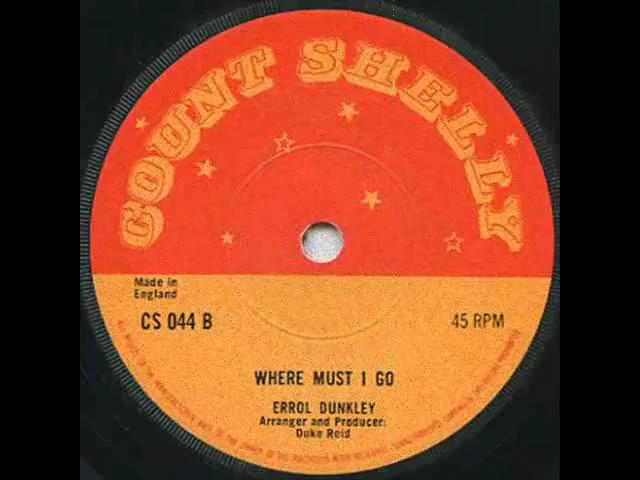 COUNT SHELLY
Made in
England
CS 044 B
45 RPM
WHERE MUST I GO
ERROL DUNKLEY
Arranger and Producer:
Duke Reid